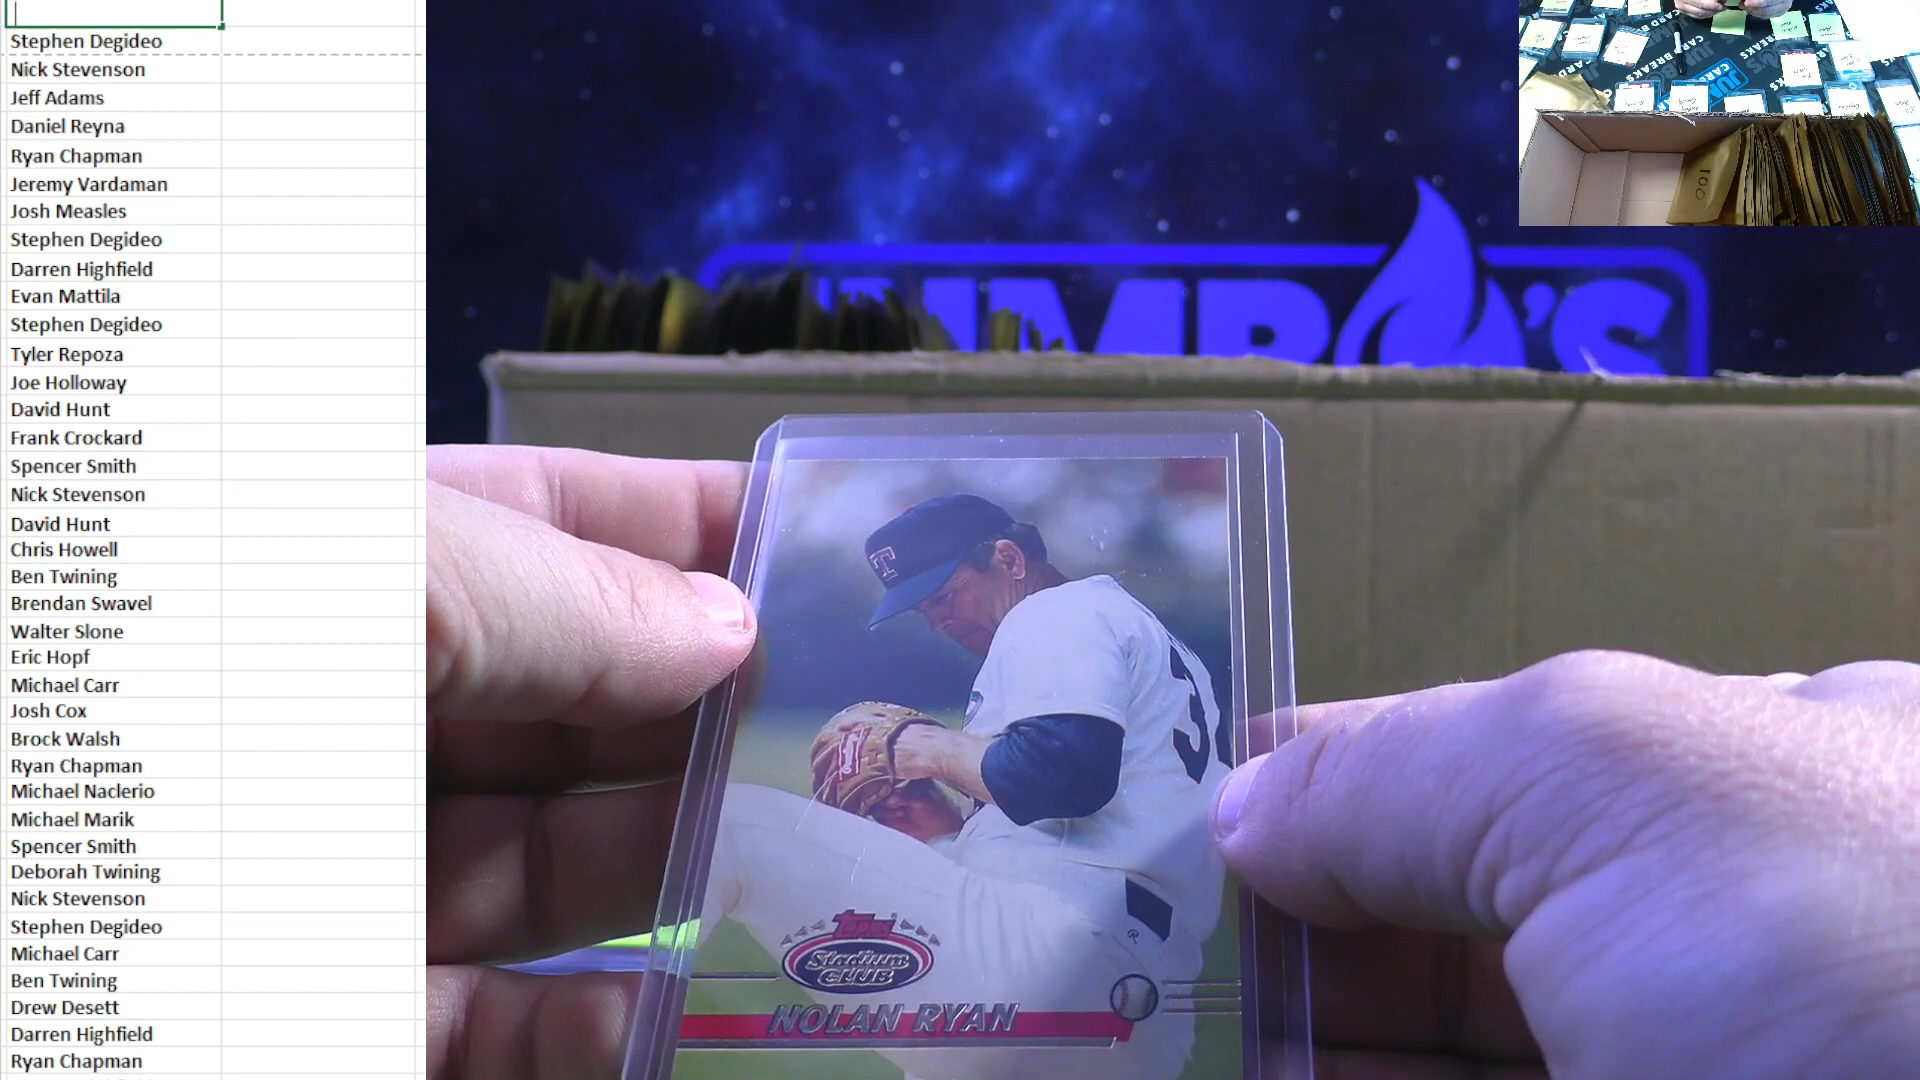 Stephen Degideo
Nick Stevenson
Jeff Adams
Daniel Reyna
Ryan Chapman
Jeremy Vardaman
Josh Measles
Stephen Degideo
Darren Highfield
Evan Mattila
Stephen Degideo
Tyler Repoza
Joe Holloway
David Hunt
Frank Crockard
Spencer Smith
Nick Stevenson
David Hunt
Chris Howell
Ben Twining
Brendan Swavel
Walter Slone
Eric Hopf
Michael Carr
Josh Cox
Brock Walsh
Ryan Chapman
Michael Naclerio
Michael Marik
Spencer Smith
Deborah Twining
Nick Stevenson
Stephen Degideo
Michael Carr
Ben Twining
Drew Desett
Darren Highfield
Ryan Chapman
T
Topps
Stadium
CLUB
NOLAN RYAN
CARD BREAKS
100